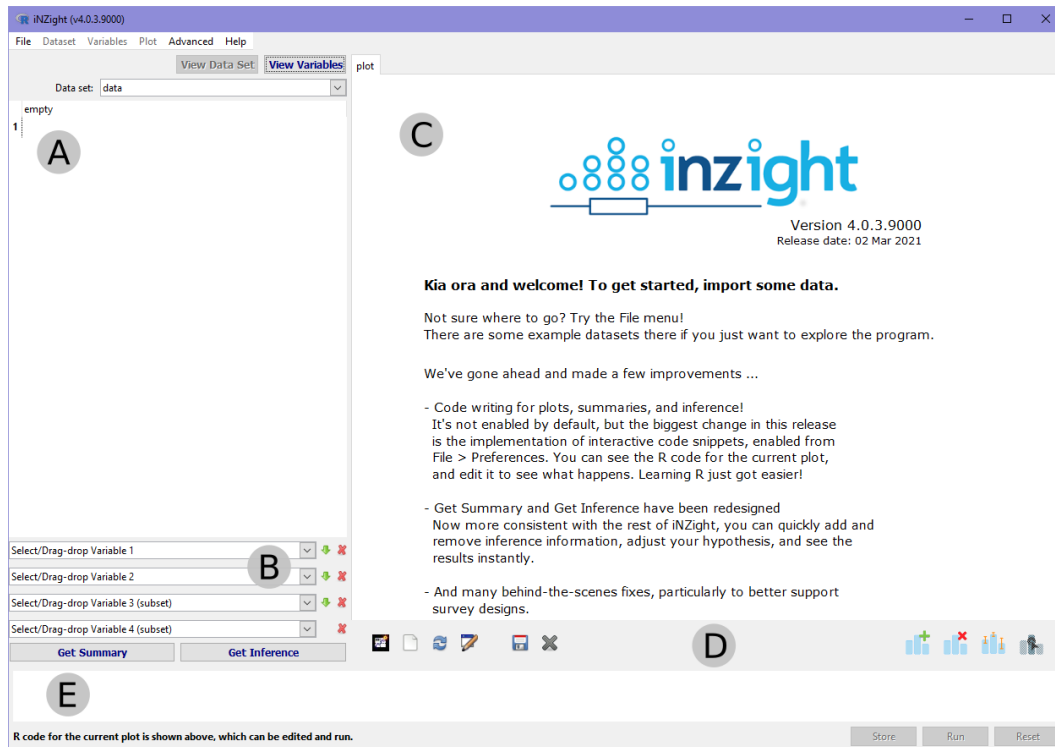 iNZight (v4.0.3.9000)
File Dataset Variables Plot Advanced Help
View Data Set View Variables plot
Data set: data
empty
1
A
C
inzight
Version 4.0.3.9000
Release date: 02 Mar 2021
Kia ora and welcome! To get started, import some data.
Not sure where to go? Try the File menu!
There are some example datasets there if you just want to explore the program.
We've gone ahead and made a few improvements ...
- Code writing for plots, summaries, and inference!
It's not enabled by default, but the biggest change in this release
is the implementation of interactive code snippets, enabled from
File > Preferences. You can see the R code for the current plot,
and edit it to see what happens. Learning R just got easier!
- Get Summary and Get Inference have been redesigned
Now more consistent with the rest of iNZight, you can quickly add and
remove inference information, adjust your hypothesis, and see the
results instantly.
- And many behind-the-scenes fixes, particularly to better support
survey designs.
Select/Drag-drop Variable 1
B
Select/Drag-drop Variable 2
Select/Drag-drop Variable 3 (subset)
Select/Drag-drop Variable 4 (subset)
Get Summary Get Inference
D
E
R code for the current plot is shown above, which can be edited and run.
Store Run Reset